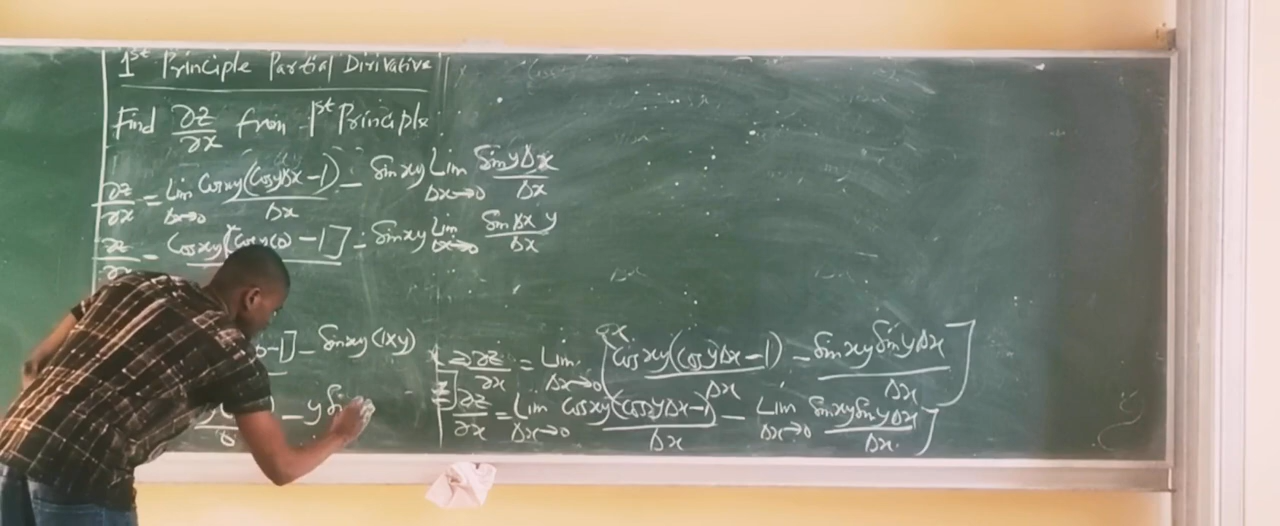 1st Principle Partial Dirivative
Find ∂z/∂x from 1st Principle
∂z/∂x = Lim Δx→0 Cosxy(CosyΔx − 1)/Δx − Sinxy Lim Δx→0 SinyΔx/Δx
∂z/∂x = Cosxy[Cosy(0) − 1] − Sinxy Lim Δx→0 SinΔx y/Δx
−1] − Sinxy(1xy)
− y
∂z/∂x = Lim Δx→0 [Cosxy(CosyΔx − 1)/Δx − SinxySinyΔx/Δx]
∂z/∂x = Lim Δx→0 Cosxy(CosyΔx − 1)/Δx − Lim Δx→0 SinxySinyΔx/Δx]